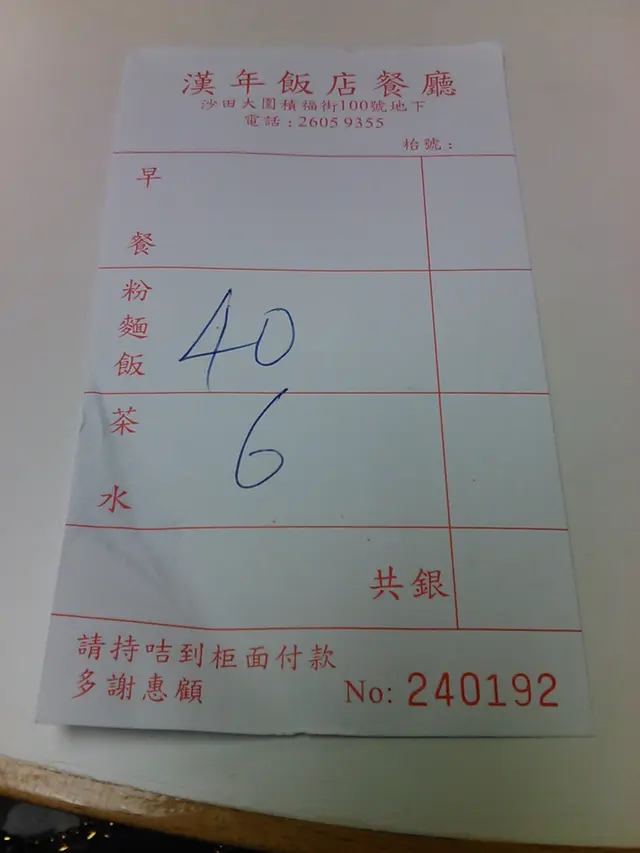 漢年飯店餐廳
沙田大圍積福街100號地下
電話：2605 9355
枱號：
早餐
粉麵飯
40
茶水
6
共銀
請持咭到柜面付款
多謝惠顧
No: 240192